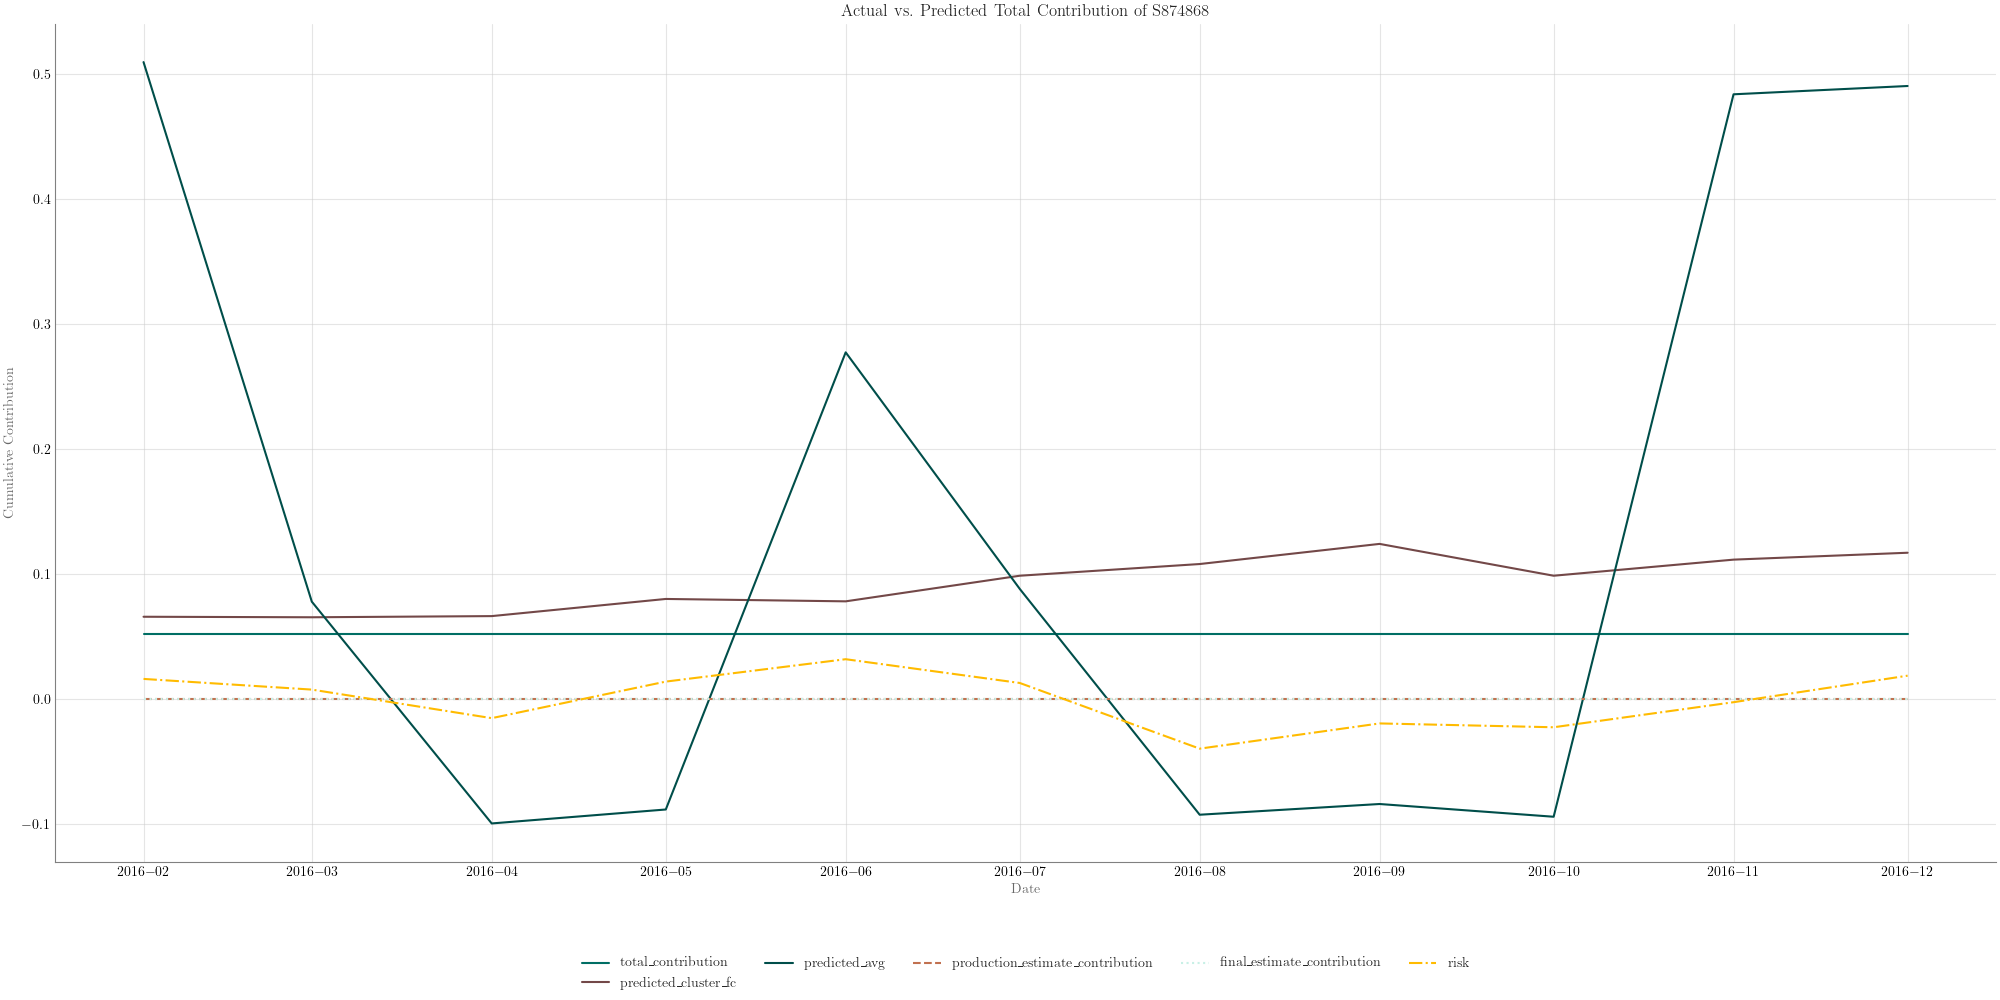 Actual vs. Predicted Total Contribution of S874868
Cumulative Contribution
0.5
0.4
0.3
0.2
0.1
0.0
−0.1
2016−02 2016−03 2016−04 2016−05 2016−06 2016−07 2016−08 2016−09 2016−10 2016−11 2016−12
Date
total_contribution predicted_avg production_estimate_contribution final_estimate_contribution risk
predicted_cluster_fc